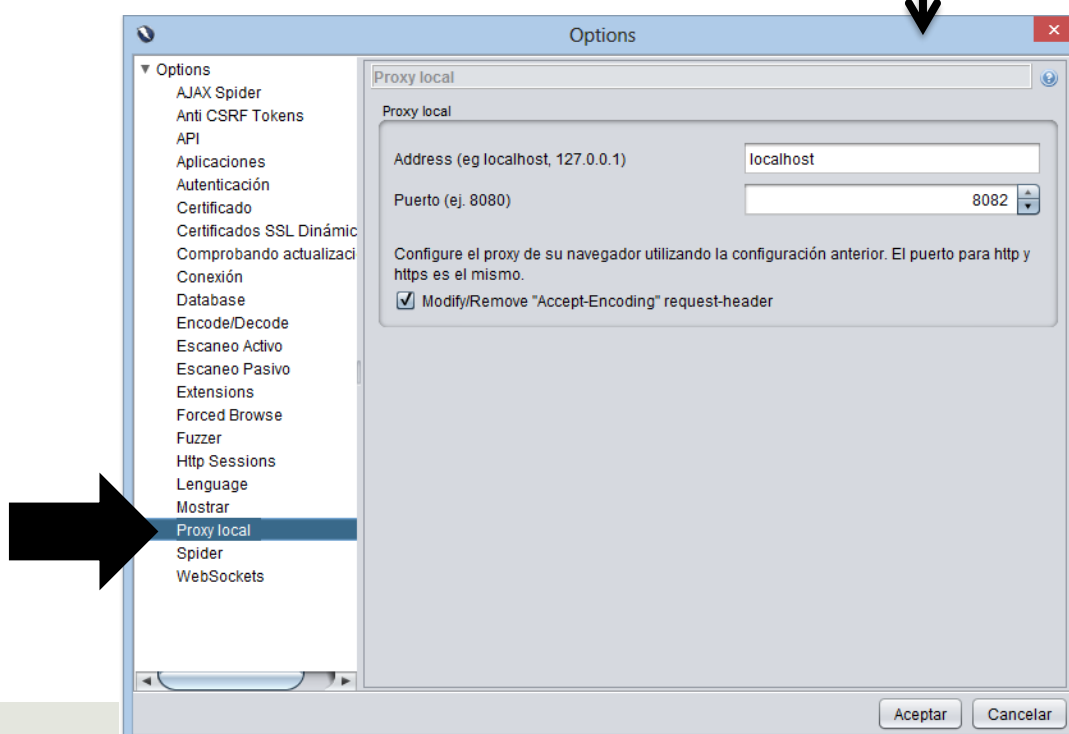 Options
Options
AJAX Spider
Anti CSRF Tokens
API
Aplicaciones
Autenticación
Certificado
Certificados SSL Dinámic
Comprobando actualizaci
Conexión
Database
Encode/Decode
Escaneo Activo
Escaneo Pasivo
Extensions
Forced Browse
Fuzzer
Http Sessions
Lenguage
Mostrar
Proxy local
Spider
WebSockets
Proxy local
Proxy local
Address (eg localhost, 127.0.0.1) localhost
Puerto (ej. 8080) 8082
Configure el proxy de su navegador utilizando la configuración anterior. El puerto para http y
https es el mismo.
Modify/Remove "Accept-Encoding" request-header
Aceptar Cancelar